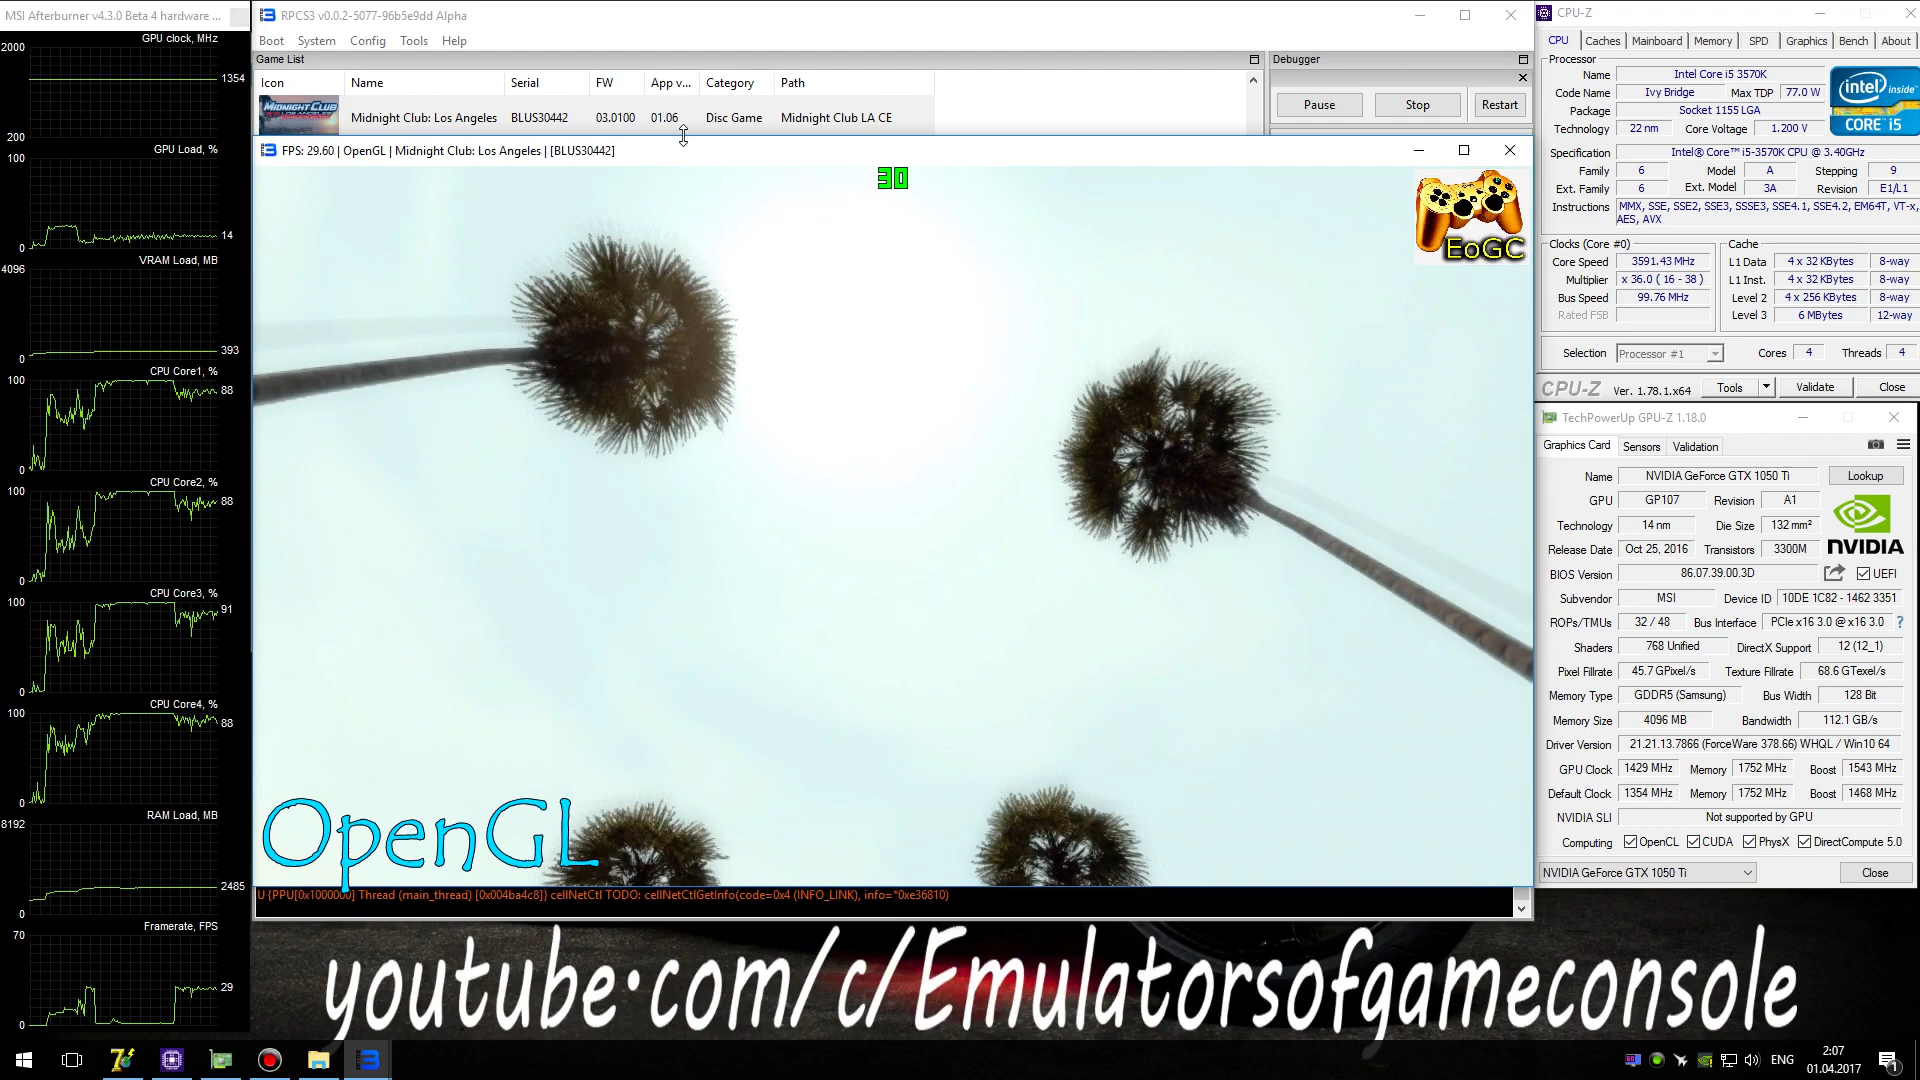 MSI Afterburner v4.3.0 Beta 4 hardware ...
GPU clock, MHz
2000
1354
200
GPU Load, %
100
14
0
VRAM Load, MB
4096
393
0
CPU Core1, %
100
88
0
CPU Core2, %
100
88
0
CPU Core3, %
100
91
0
CPU Core4, %
100
88
0
RAM Load, MB
8192
2485
0
Framerate, FPS
70
29
0
RPCS3 v0.0.2-5077-96b5e9dd Alpha
Boot System Config Tools Help
Game List
Icon Name Serial FW App v... Category Path
MIDNIGHT CLUB
LOS ANGELES
Midnight Club: Los Angeles BLUS30442 03.0100 01.06 Disc Game Midnight Club LA CE
Debugger
Pause Stop Restart
FPS: 29.60 | OpenGL | Midnight Club: Los Angeles | [BLUS30442]
30
EoGC
OpenGL
U {PPU[0x1000000] Thread (main_thread) [0x004ba4c8]} cellNetCtl TODO: cellNetCtlGetInfo(code=0x4 (INFO_LINK), info=*0xe36810)
CPU-Z
CPU Caches Mainboard Memory SPD Graphics Bench About
Processor
Name Intel Core i5 3570K
Code Name Ivy Bridge Max TDP 77.0 W
Package Socket 1155 LGA
Technology 22 nm Core Voltage 1.200 V
intel inside™
CORE i5
Specification Intel® Core™ i5-3570K CPU @ 3.40GHz
Family 6 Model A Stepping 9
Ext. Family 6 Ext. Model 3A Revision E1/L1
Instructions MMX, SSE, SSE2, SSE3, SSSE3, SSE4.1, SSE4.2, EM64T, VT-x,
AES, AVX
Clocks (Core #0) Cache
Core Speed 3591.43 MHz L1 Data 4 x 32 KBytes 8-way
Multiplier x 36.0 ( 16 - 38 ) L1 Inst. 4 x 32 KBytes 8-way
Bus Speed 99.76 MHz Level 2 4 x 256 KBytes 8-way
Rated FSB Level 3 6 MBytes 12-way
Selection Processor #1 Cores 4 Threads 4
CPU-Z Ver. 1.78.1.x64 Tools Validate Close
TechPowerUp GPU-Z 1.18.0
Graphics Card Sensors Validation
Name NVIDIA GeForce GTX 1050 Ti Lookup
GPU GP107 Revision A1
Technology 14 nm Die Size 132 mm²
Release Date Oct 25, 2016 Transistors 3300M
NVIDIA
BIOS Version 86.07.39.00.3D UEFI
Subvendor MSI Device ID 10DE 1C82 - 1462 3351
ROPs/TMUs 32 / 48 Bus Interface PCIe x16 3.0 @ x16 3.0 ?
Shaders 768 Unified DirectX Support 12 (12_1)
Pixel Fillrate 45.7 GPixel/s Texture Fillrate 68.6 GTexel/s
Memory Type GDDR5 (Samsung) Bus Width 128 Bit
Memory Size 4096 MB Bandwidth 112.1 GB/s
Driver Version 21.21.13.7866 (ForceWare 378.66) WHQL / Win10 64
GPU Clock 1429 MHz Memory 1752 MHz Boost 1543 MHz
Default Clock 1354 MHz Memory 1752 MHz Boost 1468 MHz
NVIDIA SLI Not supported by GPU
Computing OpenCL CUDA PhysX DirectCompute 5.0
NVIDIA GeForce GTX 1050 Ti Close
youtube.com/c/Emulatorsofgameconsole
ENG
2:07
01.04.2017
1